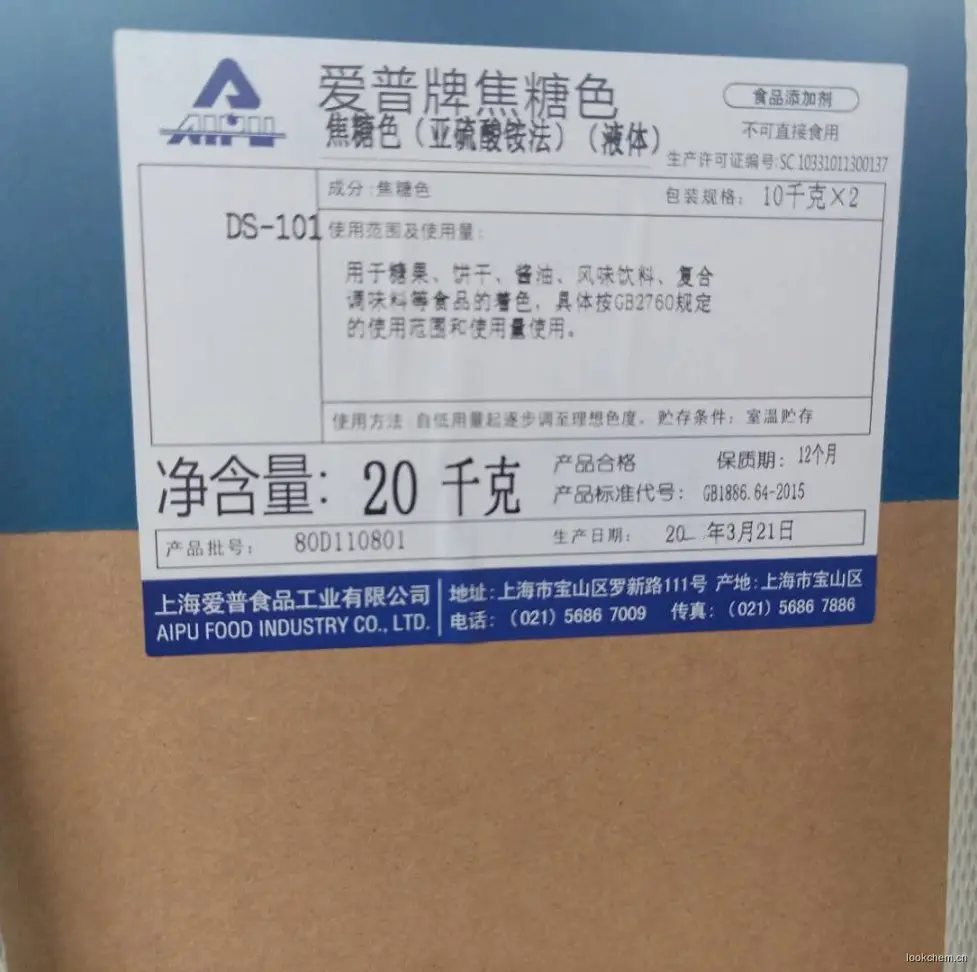 AIPU
爱普牌焦糖色
焦糖色（亚硫酸铵法）（液体）
食品添加剂
不可直接食用
生产许可证编号:SC 10331011300137
成分:焦糖色
包装规格: 10千克×2
DS-101
使用范围及使用量:
用于糖果、饼干、酱油、风味饮料、复合
调味料等食品的着色，具体按GB2760规定
的使用范围和使用量使用。
使用方法 自低用量起逐步调至理想色度。 贮存条件: 室温贮存
净含量: 20 千克
产品合格 保质期: 12个月
产品标准代号: GB1886.64-2015
产品批号: 80D110801
生产日期: 20 年3月21日
上海爱普食品工业有限公司
AIPU FOOD INDUSTRY CO., LTD.
地址: 上海市宝山区罗新路111号 产地: 上海市宝山区
电话: (021) 5686 7009 传真: (021) 5686 7886
lookchem.cn